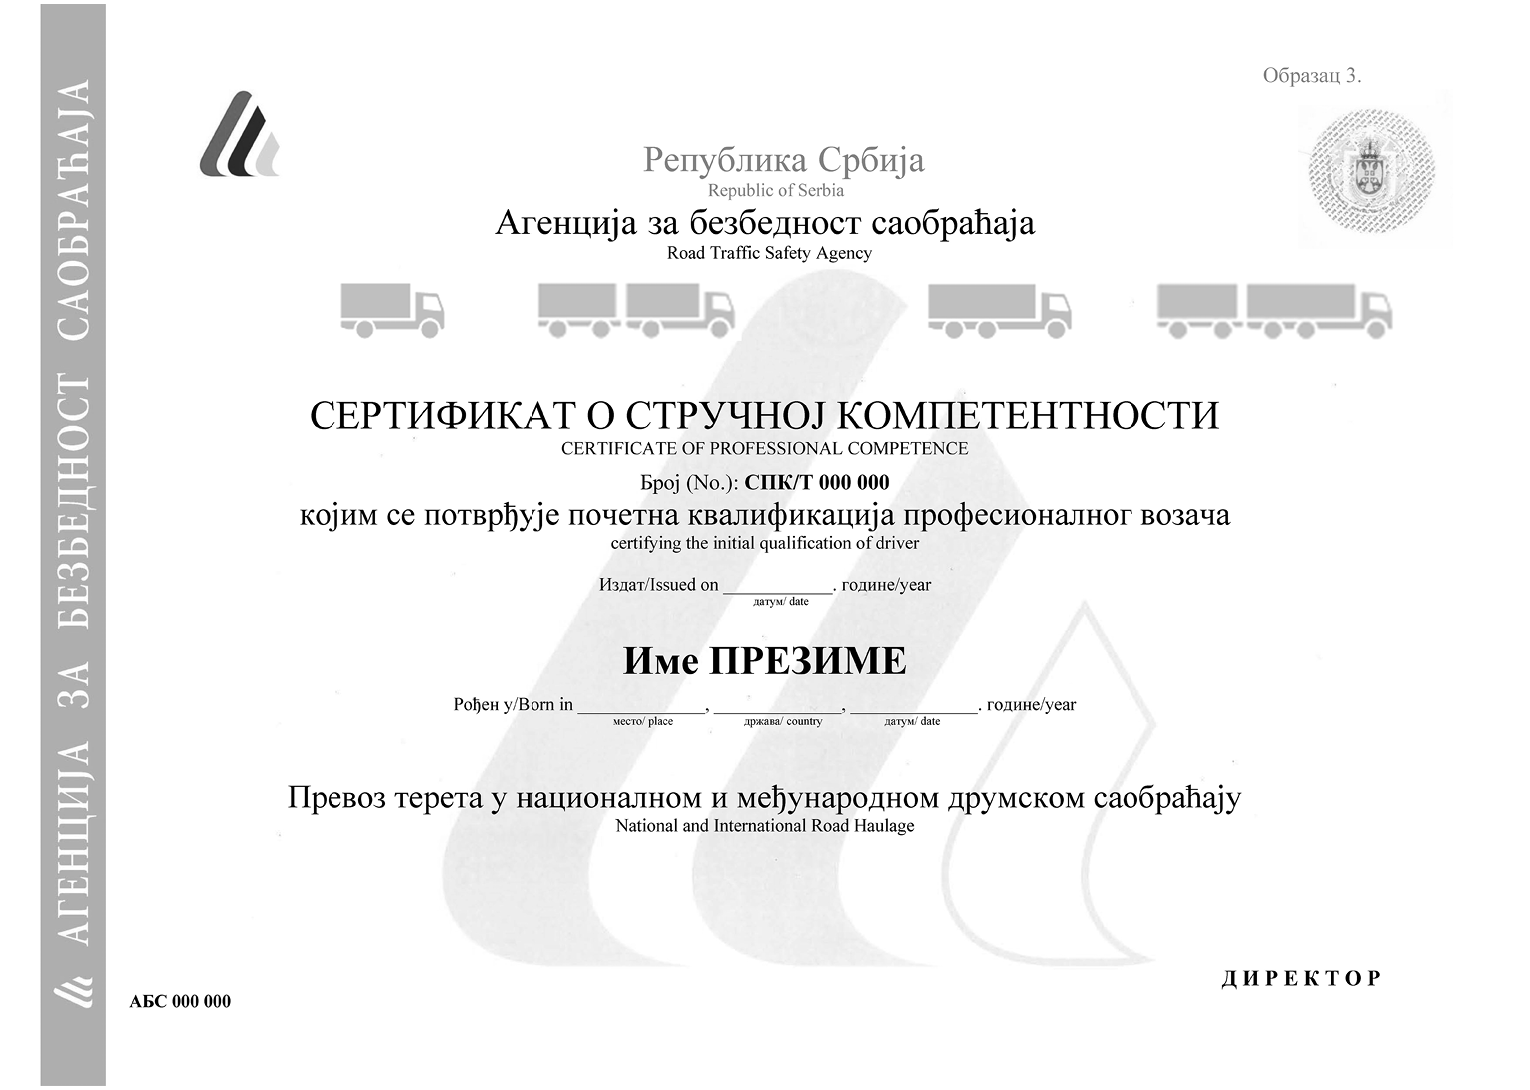 Образац 3.
АГЕНЦИЈА ЗА БЕЗБЕДНОСТ САОБРАЋАЈА
Република Србија
Republic of Serbia
Агенција за безбедност саобраћаја
Road Traffic Safety Agency
СЕРТИФИКАТ О СТРУЧНОЈ КОМПЕТЕНТНОСТИ
CERTIFICATE OF PROFESSIONAL COMPETENCE
Број (No.): СПК/Т 000 000
којим се потврђује почетна квалификација професионалног возача
certifying the initial qualification of driver
Издат/Issued on ____________. године/year
датум/ date
Име ПРЕЗИМЕ
Рођен у/Born in ______________, ______________, ______________. године/year
место/ place држава/ country датум/ date
Превоз терета у националном и међународном друмском саобраћају
National and International Road Haulage
ДИРЕКТОР
АБС 000 000